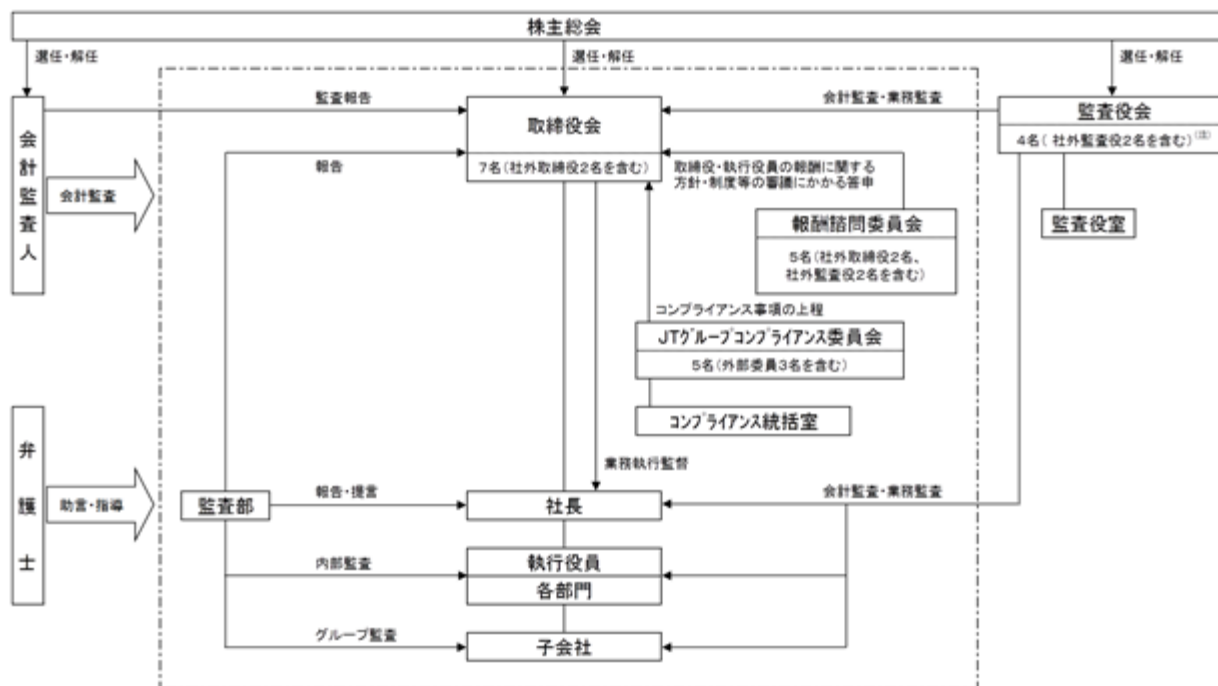 株主総会
選任・解任
選任・解任
選任・解任
会計監査人
監査報告
取締役会
7名(社外取締役2名を含む)
会計監査・業務監査
監査役会
4名(社外監査役2名を含む)(注)
報告
会計監査
取締役・執行役員の報酬に関する
方針・制度等の審議にかかる答申
報酬諮問委員会
5名(社外取締役2名、
社外監査役2名を含む)
監査役室
コンプライアンス事項の上程
JTグループコンプライアンス委員会
5名(外部委員3名を含む)
コンプライアンス統括室
弁護士
助言・指導
業務執行監督
監査部
報告・提言
社長
会計監査・業務監査
内部監査
執行役員
各部門
グループ監査
子会社